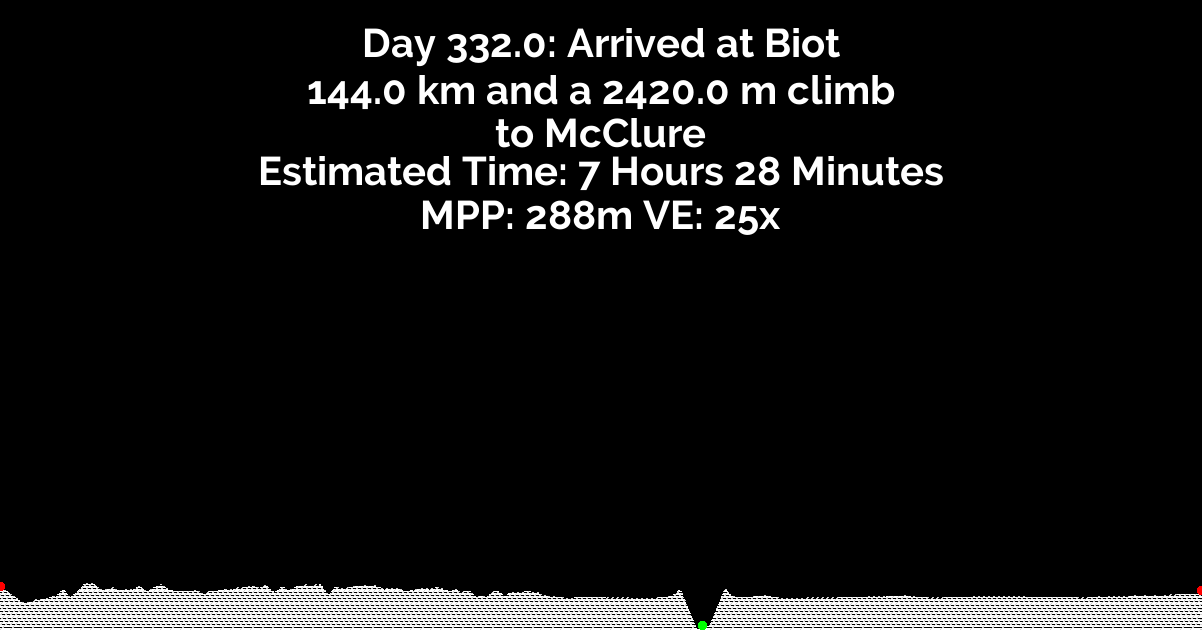 Day 332.0: Arrived at Biot
144.0 km and a 2420.0 m climb
to McClure
Estimated Time: 7 Hours 28 Minutes
MPP: 288m VE: 25x